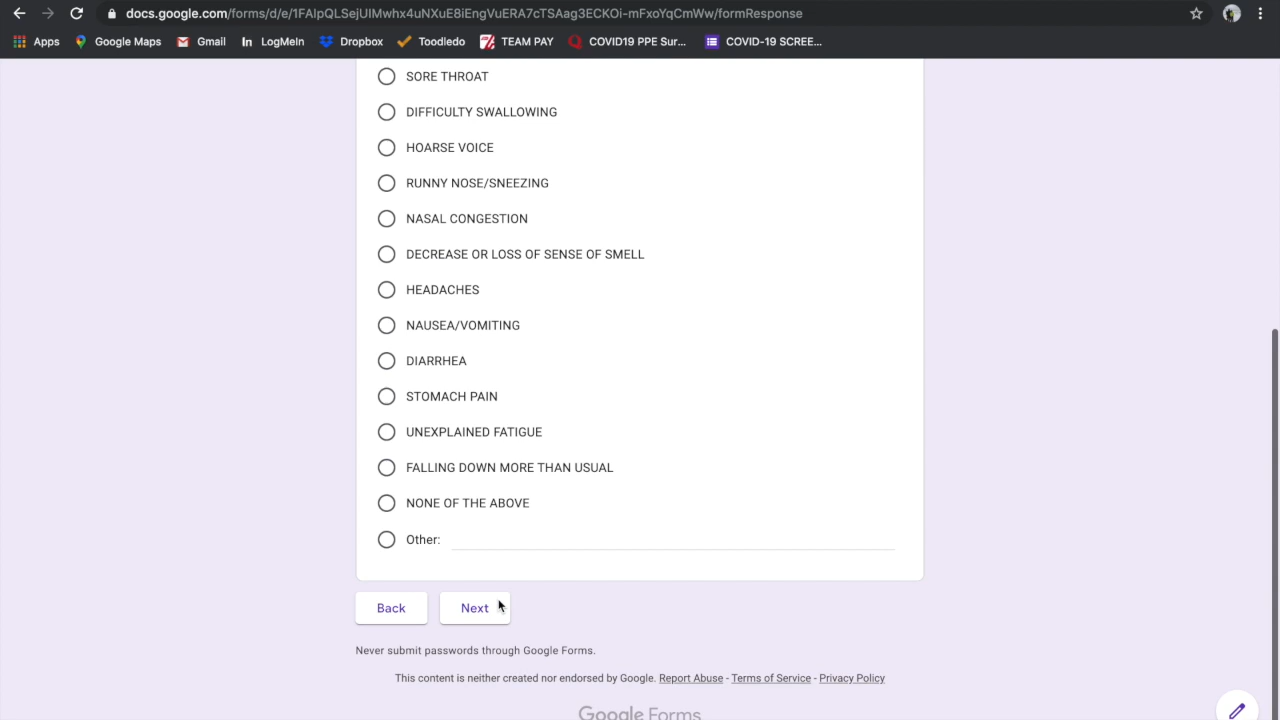 docs.google.com/forms/d/e/1FAIpQLSejUIMwhx4uNXuE8iEngVuERA7cTSAag3ECKOi-mFxoYqCmWw/formResponse
Apps Google Maps Gmail LogMeIn Dropbox Toodledo TEAM PAY COVID19 PPE Sur... COVID-19 SCREE...
SORE THROAT
DIFFICULTY SWALLOWING
HOARSE VOICE
RUNNY NOSE/SNEEZING
NASAL CONGESTION
DECREASE OR LOSS OF SENSE OF SMELL
HEADACHES
NAUSEA/VOMITING
DIARRHEA
STOMACH PAIN
UNEXPLAINED FATIGUE
FALLING DOWN MORE THAN USUAL
NONE OF THE ABOVE
Other:
Back Next
Never submit passwords through Google Forms.
This content is neither created nor endorsed by Google. Report Abuse - Terms of Service - Privacy Policy
Google Forms